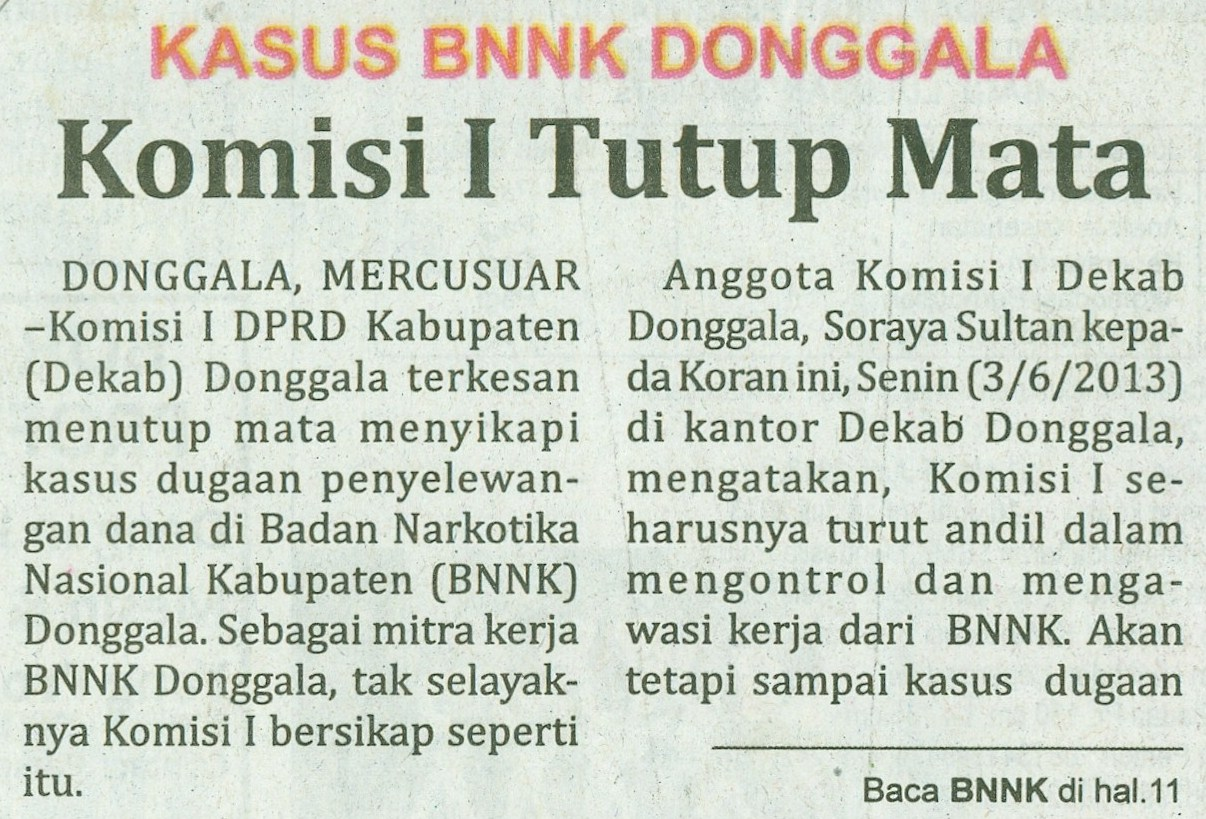 KASUS BNNK DONGGALA
Komisi I Tutup Mata
DONGGALA, MERCUSUAR
–Komisi I DPRD Kabupaten
(Dekab) Donggala terkesan
menutup mata menyikapi
kasus dugaan penyelewan-
gan dana di Badan Narkotika
Nasional Kabupaten (BNNK)
Donggala. Sebagai mitra kerja
BNNK Donggala, tak selayak-
nya Komisi I bersikap seperti
itu.
Anggota Komisi I Dekab
Donggala, Soraya Sultan kepa-
da Koran ini, Senin (3/6/2013)
di kantor Dekab Donggala,
mengatakan, Komisi I se-
harusnya turut andil dalam
mengontrol dan menga-
wasi kerja dari BNNK. Akan
tetapi sampai kasus dugaan
Baca BNNK di hal.11